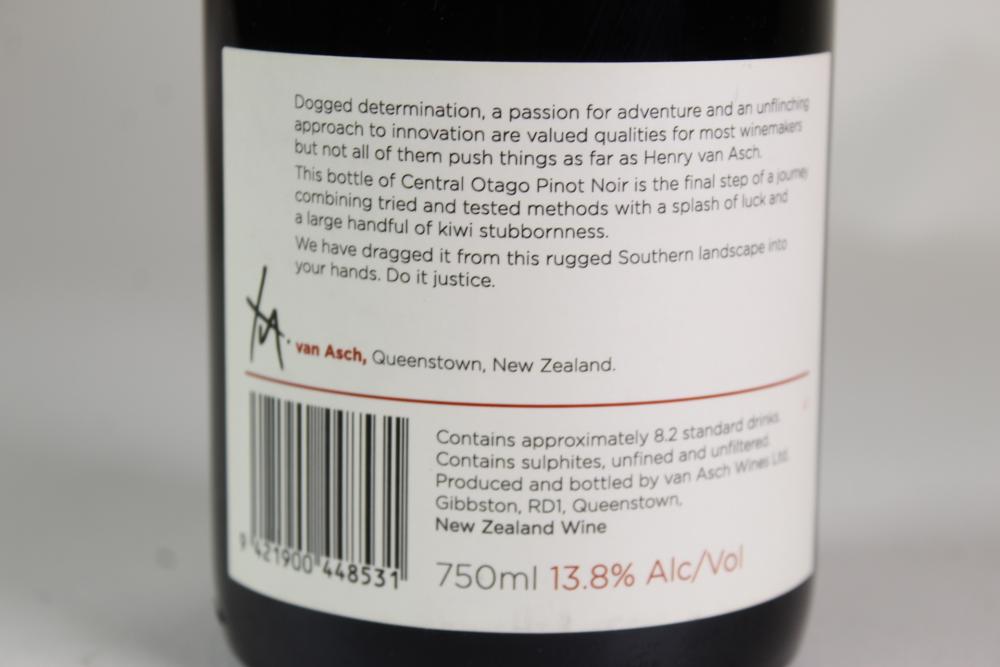 Dogged determination, a passion for adventure and an unflinching
approach to innovation are valued qualities for most winemakers
but not all of them push things as far as Henry van Asch.
This bottle of Central Otago Pinot Noir is the final step of a journey
combining tried and tested methods with a splash of luck and
a large handful of kiwi stubbornness.
We have dragged it from this rugged Southern landscape into
your hands. Do it justice.
van Asch, Queenstown, New Zealand.
Contains approximately 8.2 standard drinks.
Contains sulphites, unfined and unfiltered.
Produced and bottled by van Asch Wines Ltd.
Gibbston, RD1, Queenstown,
New Zealand Wine
9 421900 448531
750ml 13.8% Alc/Vol